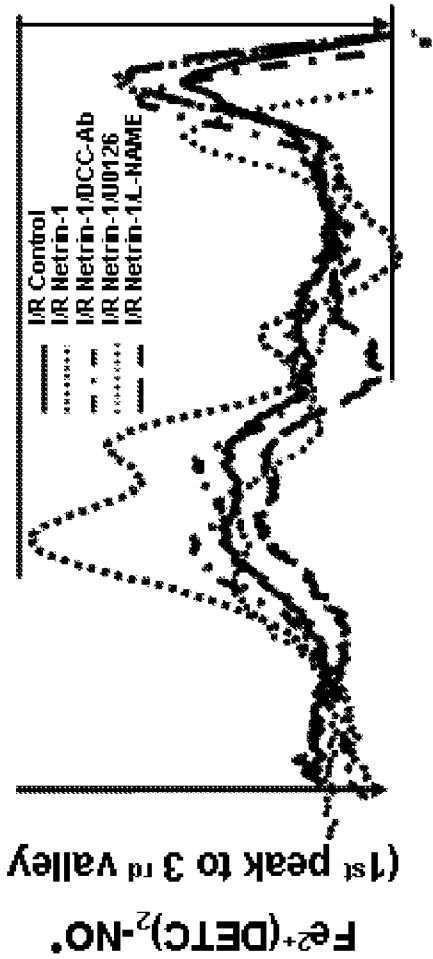 I/R Control
I/R Netrin-1
I/R Netrin-1/DCC-Ab
I/R Netrin-1/U0126
I/R Netrin-1/L-NAME
Fe²⁺(DETC)₂-NO•
(1st peak to 3rd valley